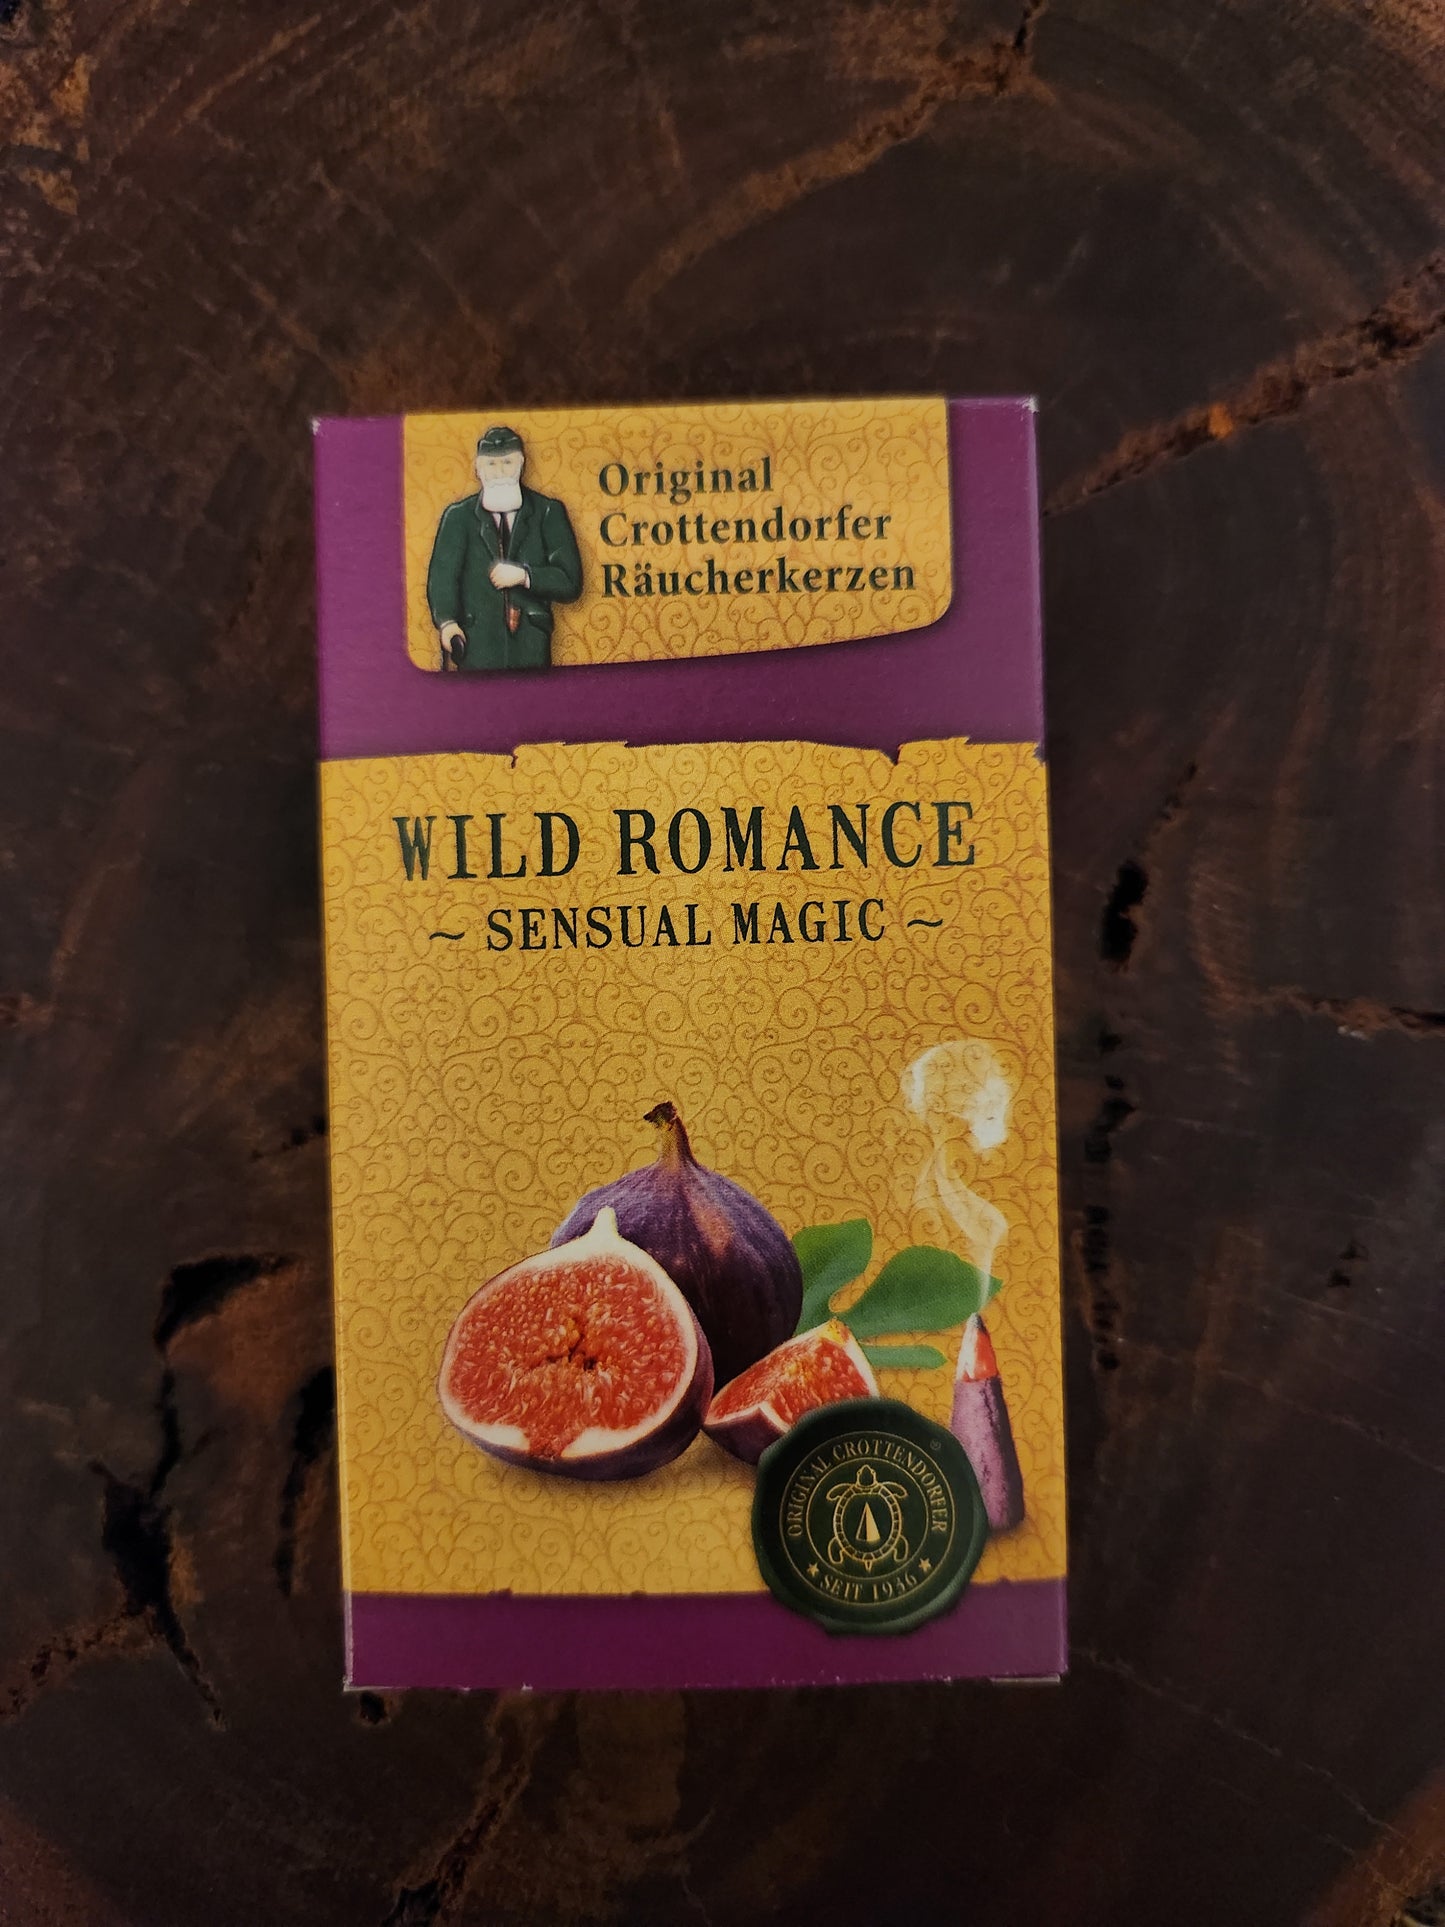 Original
Crottendorfer
Räucherkerzen
WILD ROMANCE
~ SENSUAL MAGIC ~
ORIGINAL CROTTENDORFER ®
★ SEIT 1936 ★